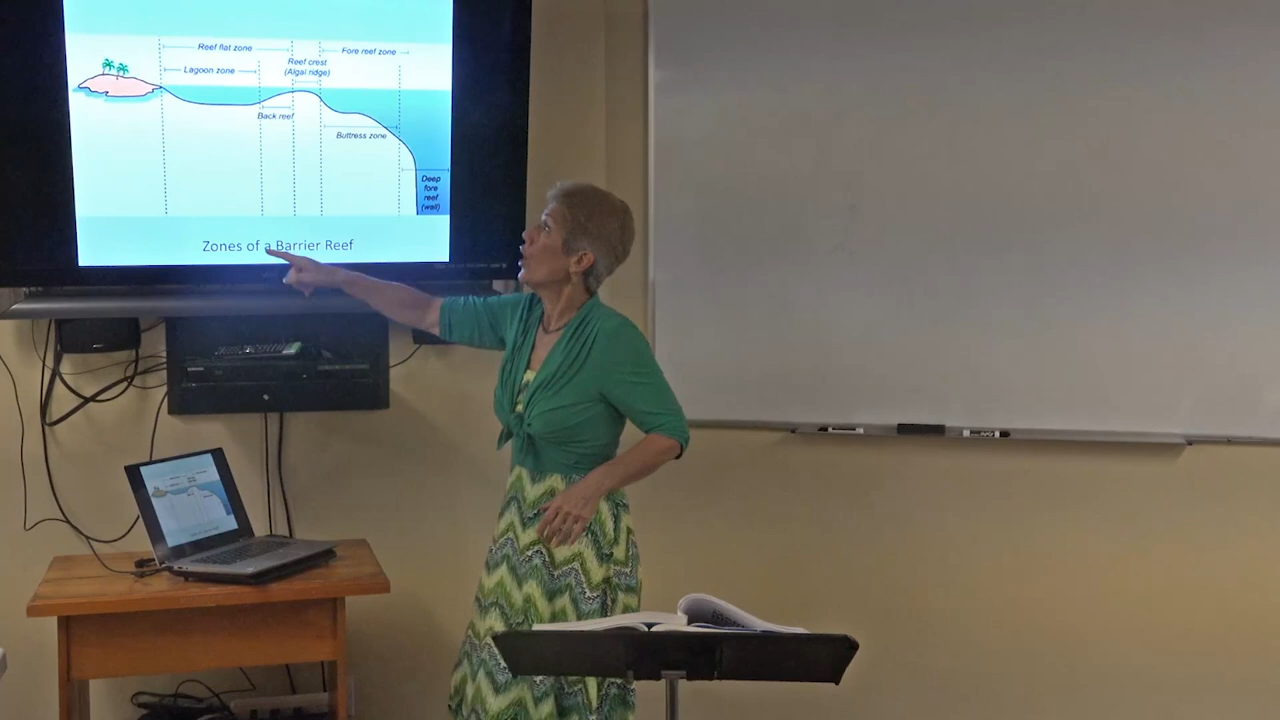 Reef flat zone
Fore reef zone
Reef crest
(Algal ridge)
Lagoon zone
Back reef
Buttress zone
Deep
fore
reef
(wall)
Zones of a Barrier Reef